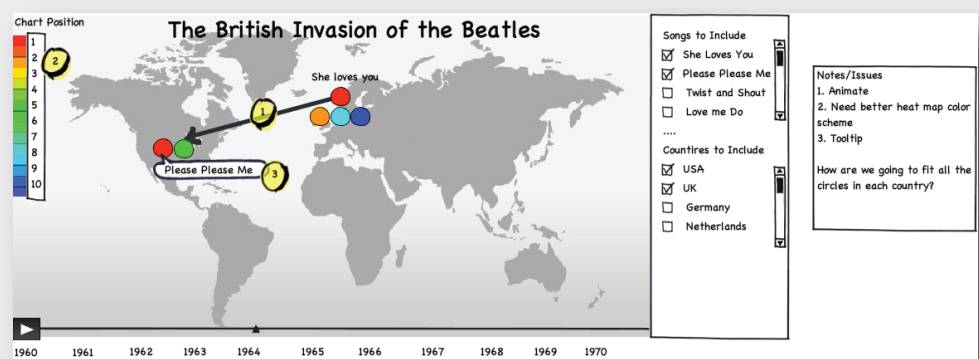 The British Invasion of the Beatles
Chart Position
1
2
3
4
5
6
7
8
9
10
2
She loves you
1
Please Please Me
3
1960 1961 1962 1963 1964 1965 1966 1967 1968 1969 1970
Songs to Include
She Loves You
Please Please Me
Twist and Shout
Love me Do
....
Countires to Include
USA
UK
Germany
Netherlands
Notes/Issues
1. Animate
2. Need better heat map color
scheme
3. Tooltip
How are we going to fit all the
circles in each country?